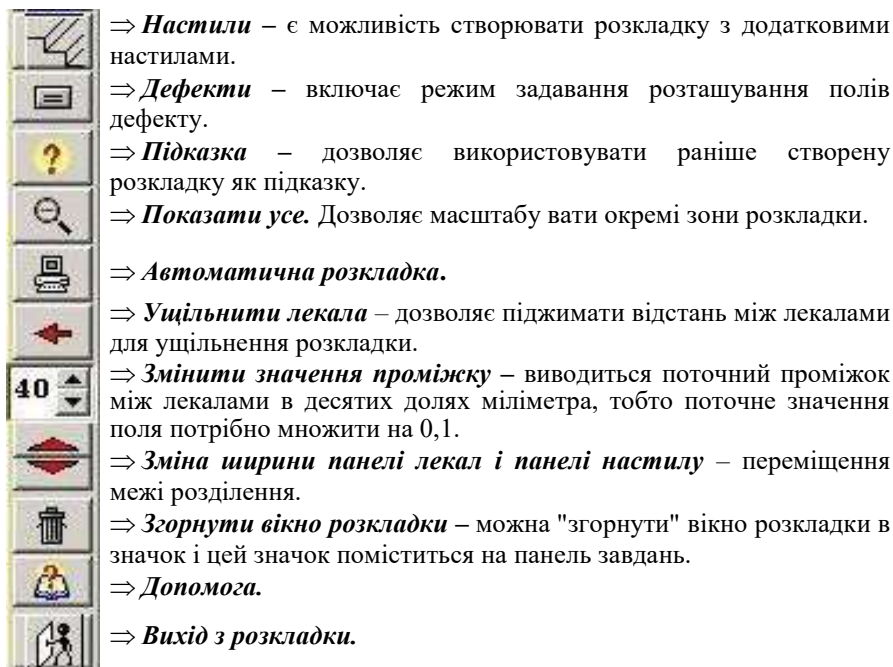 ⇒ Настили – є можливість створювати розкладку з додатковими
настилами.
⇒ Дефекти – включає режим задавання розташування полів
дефекту.
⇒ Підказка – дозволяє використовувати раніше створену
розкладку як підказку.
⇒ Показати усе. Дозволяє масштабу вати окремі зони розкладки.
⇒ Автоматична розкладка.
⇒ Ущільнити лекала – дозволяє піджимати відстань між лекалами
для ущільнення розкладки.
40
⇒ Змінити значення проміжку – виводиться поточний проміжок
між лекалами в десятих долях міліметра, тобто поточне значення
поля потрібно множити на 0,1.
⇒ Зміна ширини панелі лекал і панелі настилу – переміщення
межі розділення.
⇒ Згорнути вікно розкладки – можна "згорнути" вікно розкладки в
значок і цей значок поміститься на панель завдань.
⇒ Допомога.
⇒ Вихід з розкладки.